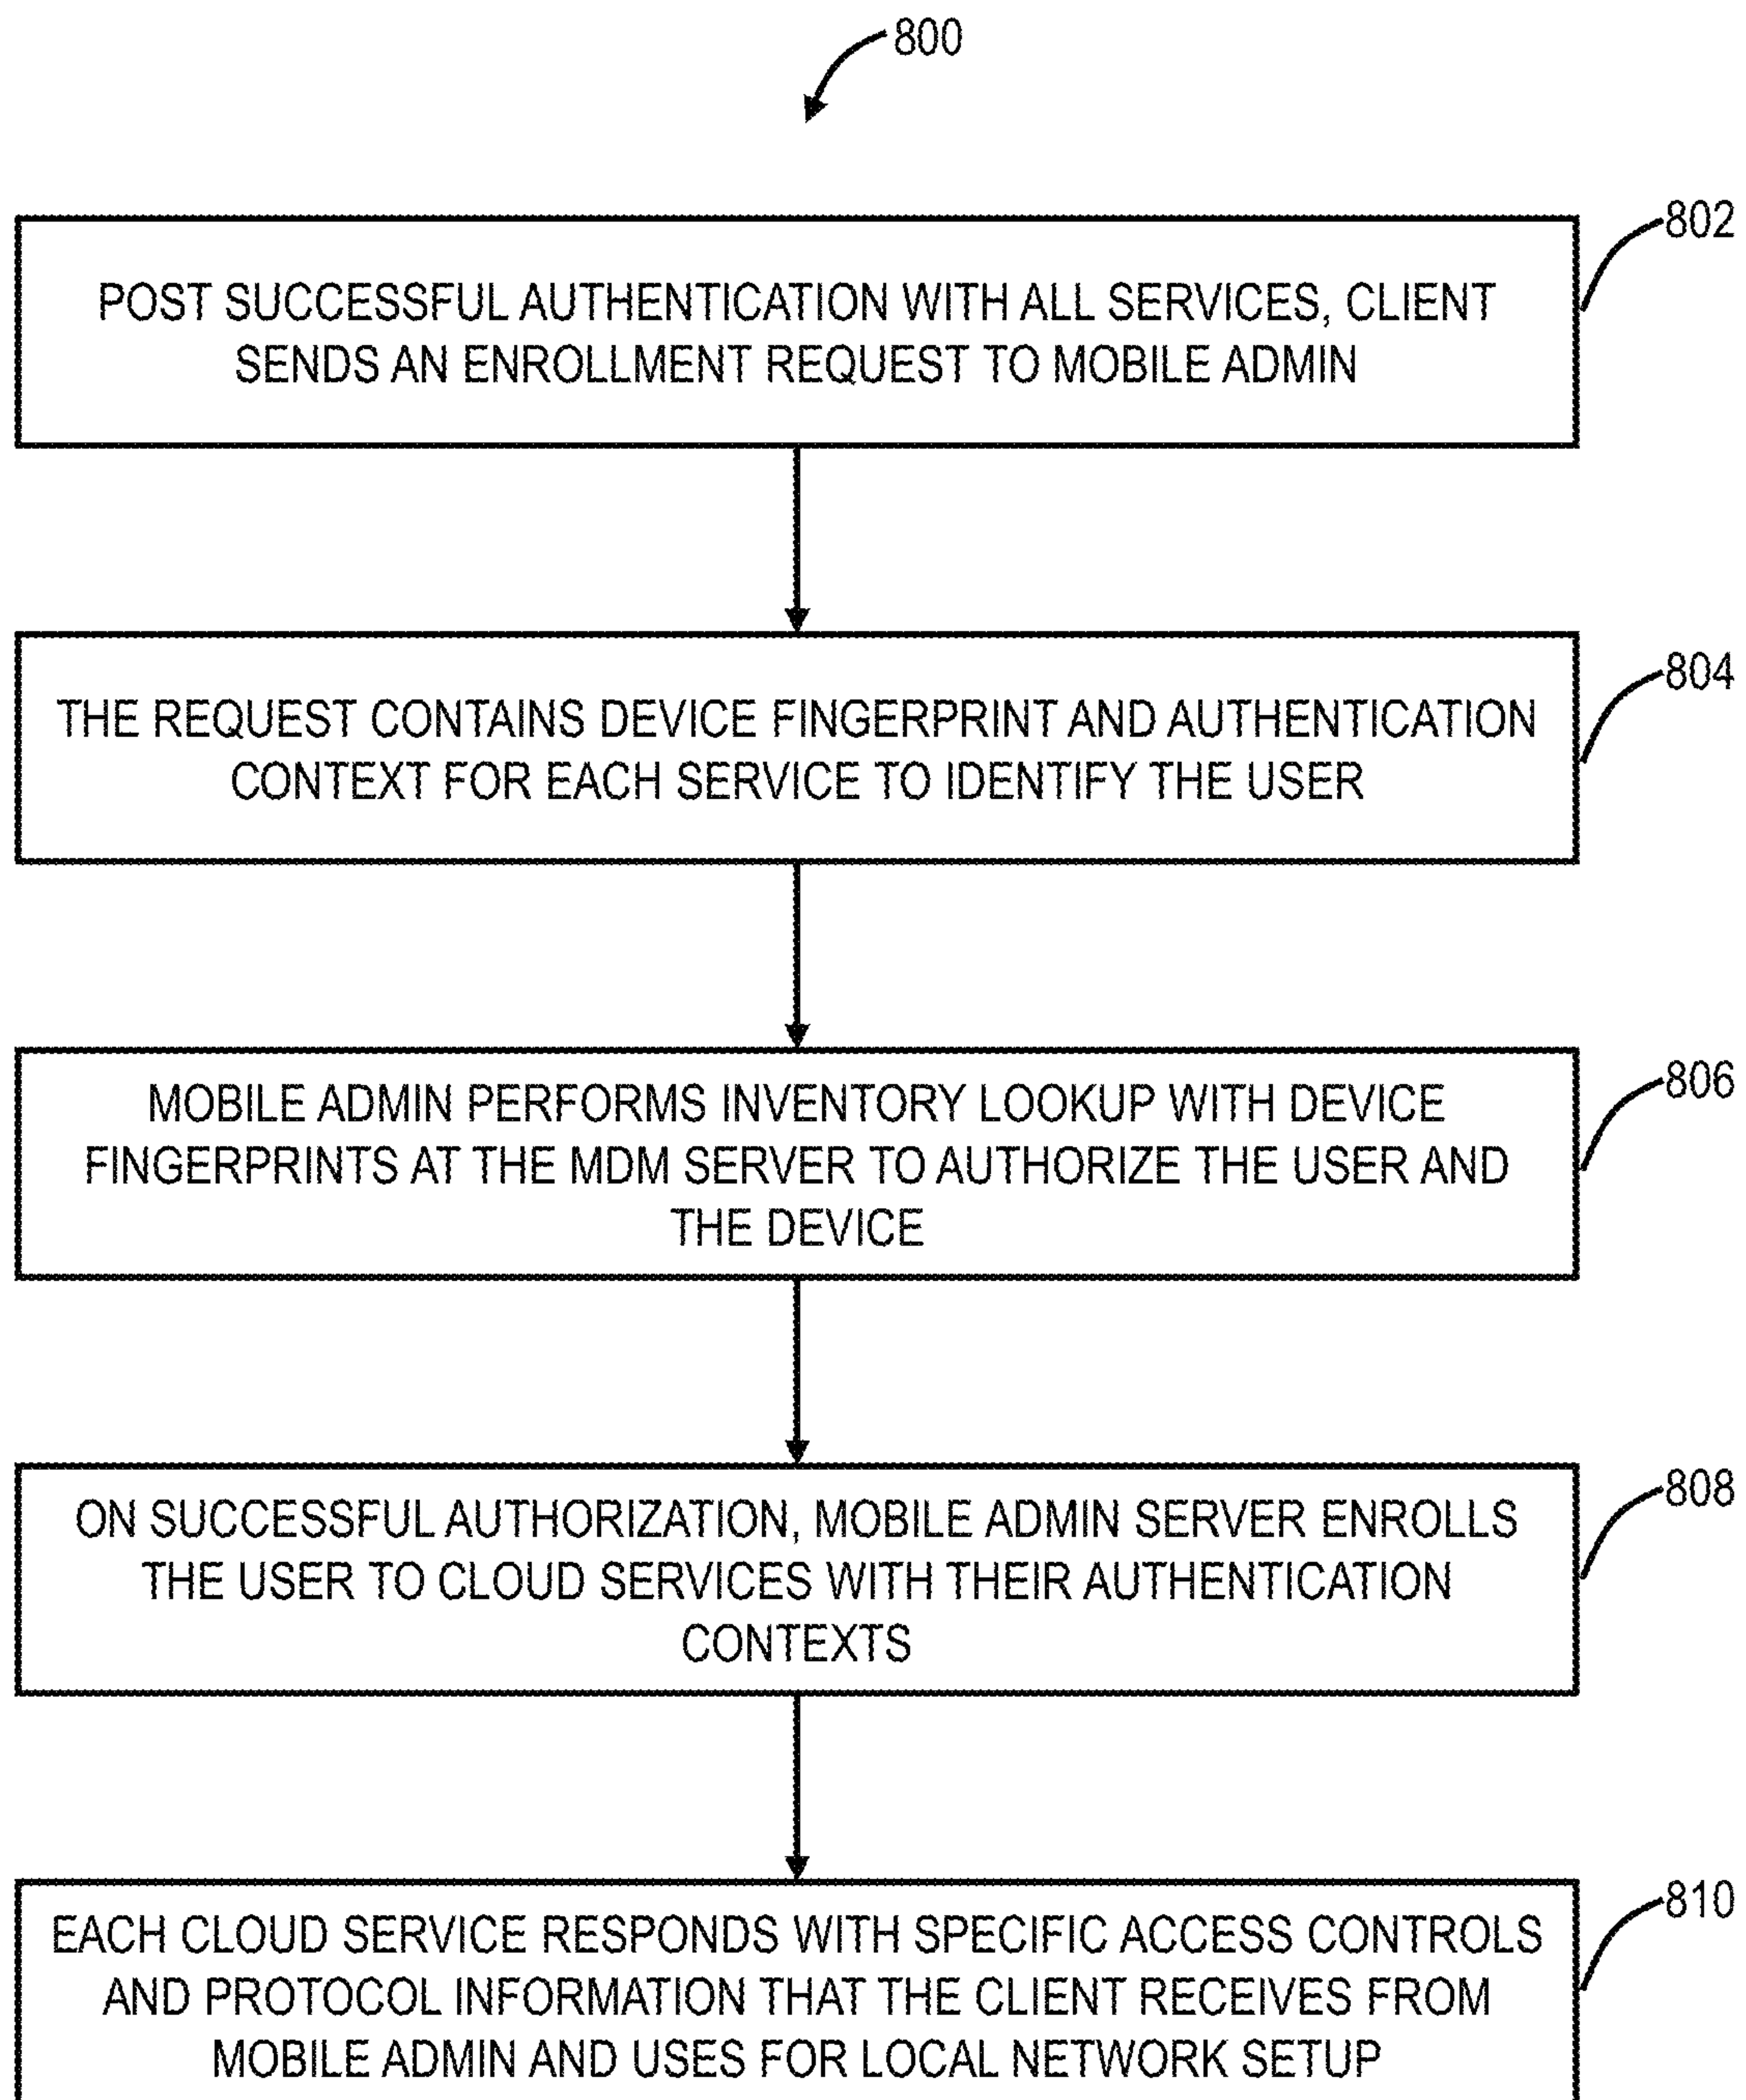 800
802
POST SUCCESSFUL AUTHENTICATION WITH ALL SERVICES, CLIENT
SENDS AN ENROLLMENT REQUEST TO MOBILE ADMIN
804
THE REQUEST CONTAINS DEVICE FINGERPRINT AND AUTHENTICATION
CONTEXT FOR EACH SERVICE TO IDENTIFY THE USER
806
MOBILE ADMIN PERFORMS INVENTORY LOOKUP WITH DEVICE
FINGERPRINTS AT THE MDM SERVER TO AUTHORIZE THE USER AND
THE DEVICE
808
ON SUCCESSFUL AUTHORIZATION, MOBILE ADMIN SERVER ENROLLS
THE USER TO CLOUD SERVICES WITH THEIR AUTHENTICATION
CONTEXTS
810
EACH CLOUD SERVICE RESPONDS WITH SPECIFIC ACCESS CONTROLS
AND PROTOCOL INFORMATION THAT THE CLIENT RECEIVES FROM
MOBILE ADMIN AND USES FOR LOCAL NETWORK SETUP